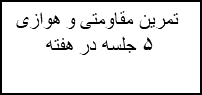 تمرین مقاومتی و هوازی
۵ جلسه در هفته